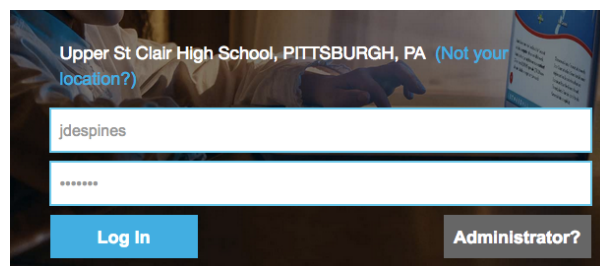 Upper St Clair High School, PITTSBURGH, PA (Not your
location?)
jdespines
•••••••
Log In
Administrator?